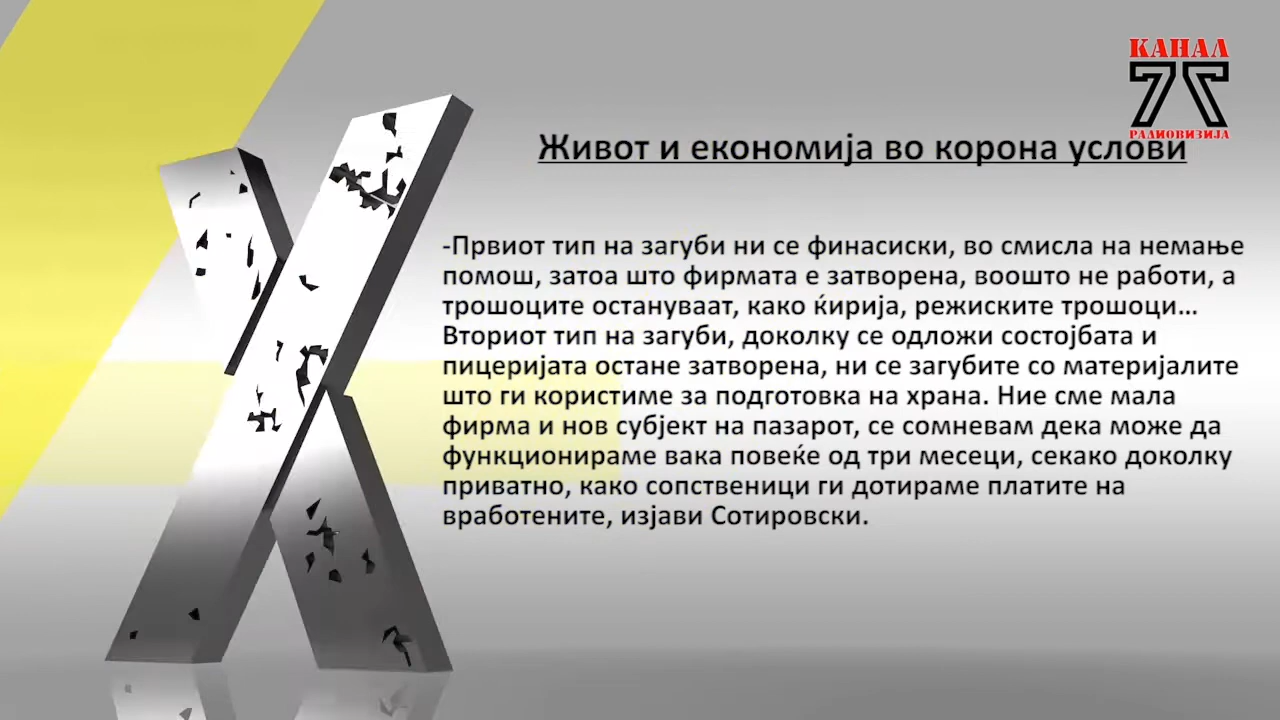 КАНАЛ
77
РАДИОВИЗИЈА
Живот и економија во корона услови
-Првиот тип на загуби ни се финасиски, во смисла на немање
помош, затоа што фирмата е затворена, воошто не работи, а
трошоците остануваат, како ќирија, режиските трошоци...
Вториот тип на загуби, доколку се одложи состојбата и
пицеријата остане затворена, ни се загубите со материјалите
што ги користиме за подготовка на храна. Ние сме мала
фирма и нов субјект на пазарот, се сомневам дека може да
функционираме вака повеќе од три месеци, секако доколку
приватно, како сопственици ги дотираме платите на
вработените, изјави Сотировски.